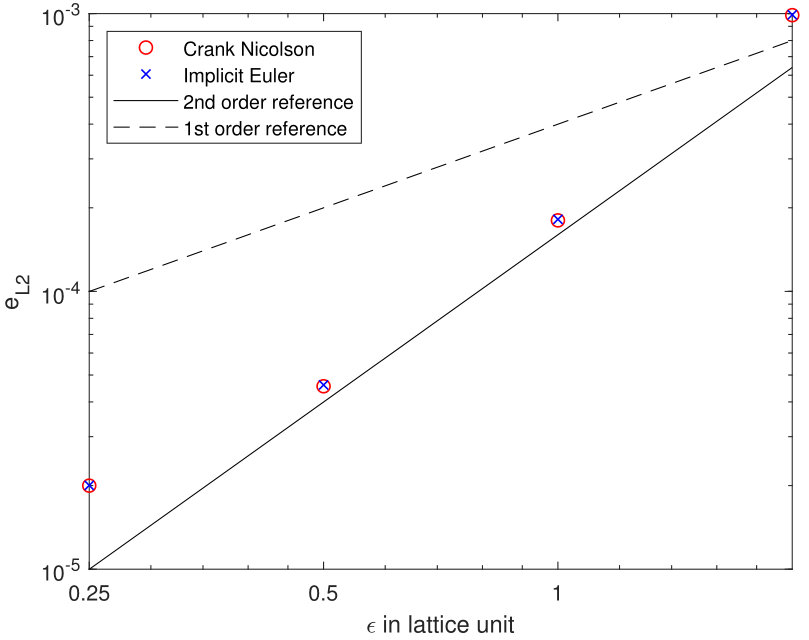 10^-3
Crank Nicolson
Implicit Euler
2nd order reference
1st order reference
10^-4
e_L2
10^-5
0.25 0.5 1
ϵ in lattice unit